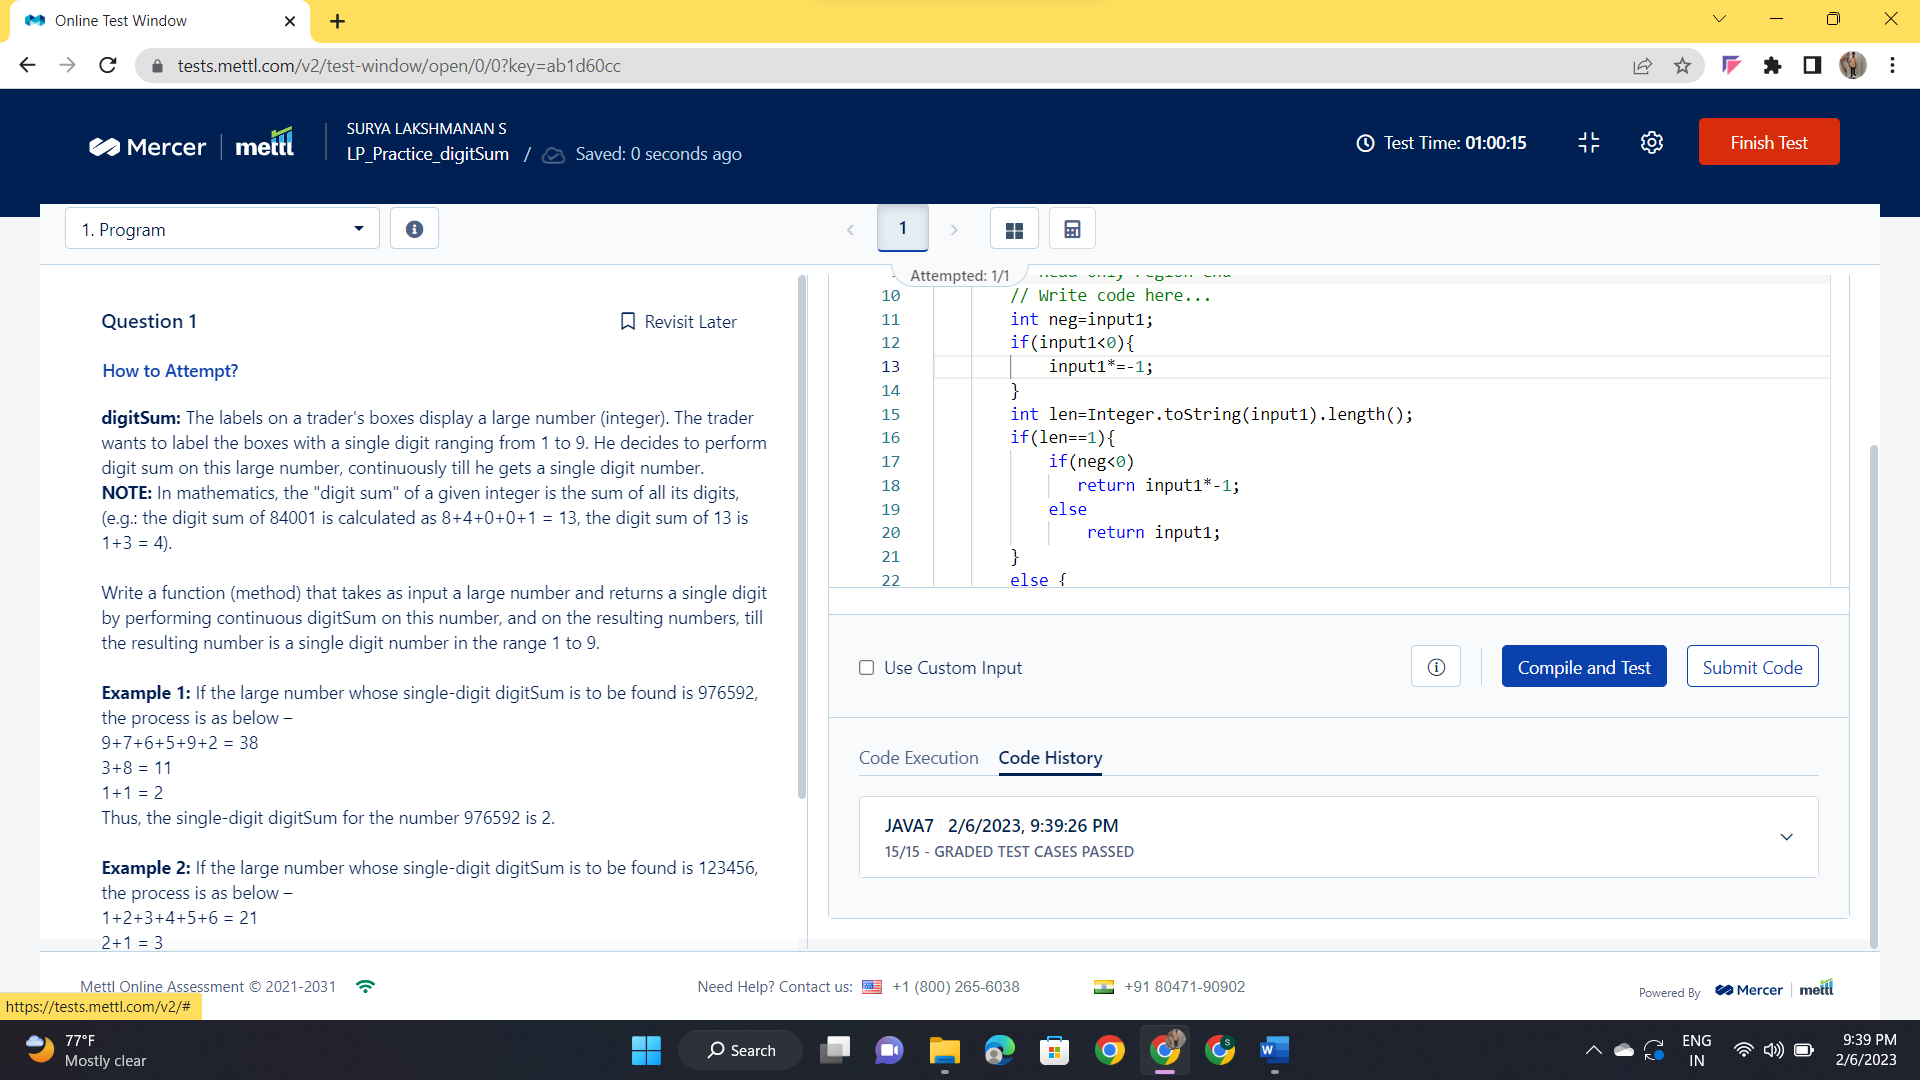 Online Test Window
tests.mettl.com/v2/test-window/open/0/0?key=ab1d60cc
Mercer
mettl
SURYA LAKSHMANAN S
LP_Practice_digitSum / Saved: 0 seconds ago
Test Time: 01:00:15
Finish Test
1. Program
1
Attempted: 1/1
Question 1
Revisit Later
How to Attempt?
digitSum: The labels on a trader's boxes display a large number (integer). The trader
wants to label the boxes with a single digit ranging from 1 to 9. He decides to perform
digit sum on this large number, continuously till he gets a single digit number.
NOTE: In mathematics, the "digit sum" of a given integer is the sum of all its digits,
(e.g.: the digit sum of 84001 is calculated as 8+4+0+0+1 = 13, the digit sum of 13 is
1+3 = 4).
Write a function (method) that takes as input a large number and returns a single digit
by performing continuous digitSum on this number, and on the resulting numbers, till
the resulting number is a single digit number in the range 1 to 9.
Example 1: If the large number whose single-digit digitSum is to be found is 976592,
the process is as below –
9+7+6+5+9+2 = 38
3+8 = 11
1+1 = 2
Thus, the single-digit digitSum for the number 976592 is 2.
Example 2: If the large number whose single-digit digitSum is to be found is 123456,
the process is as below –
1+2+3+4+5+6 = 21
2+1 = 3
10 // Write code here...
11 int neg=input1;
12 if(input1<0){
13 input1*=-1;
14 }
15 int len=Integer.toString(input1).length();
16 if(len==1){
17 if(neg<0)
18 return input1*-1;
19 else
20 return input1;
21 }
22 else {
Use Custom Input
Compile and Test
Submit Code
Code Execution
Code History
JAVA7 2/6/2023, 9:39:26 PM
15/15 - GRADED TEST CASES PASSED
Mettl Online Assessment © 2021-2031
Need Help? Contact us: +1 (800) 265-6038
+91 80471-90902
Powered By
Mercer
mettl
https://tests.mettl.com/v2/#
77°F
Mostly clear
Search
ENG
IN
9:39 PM
2/6/2023